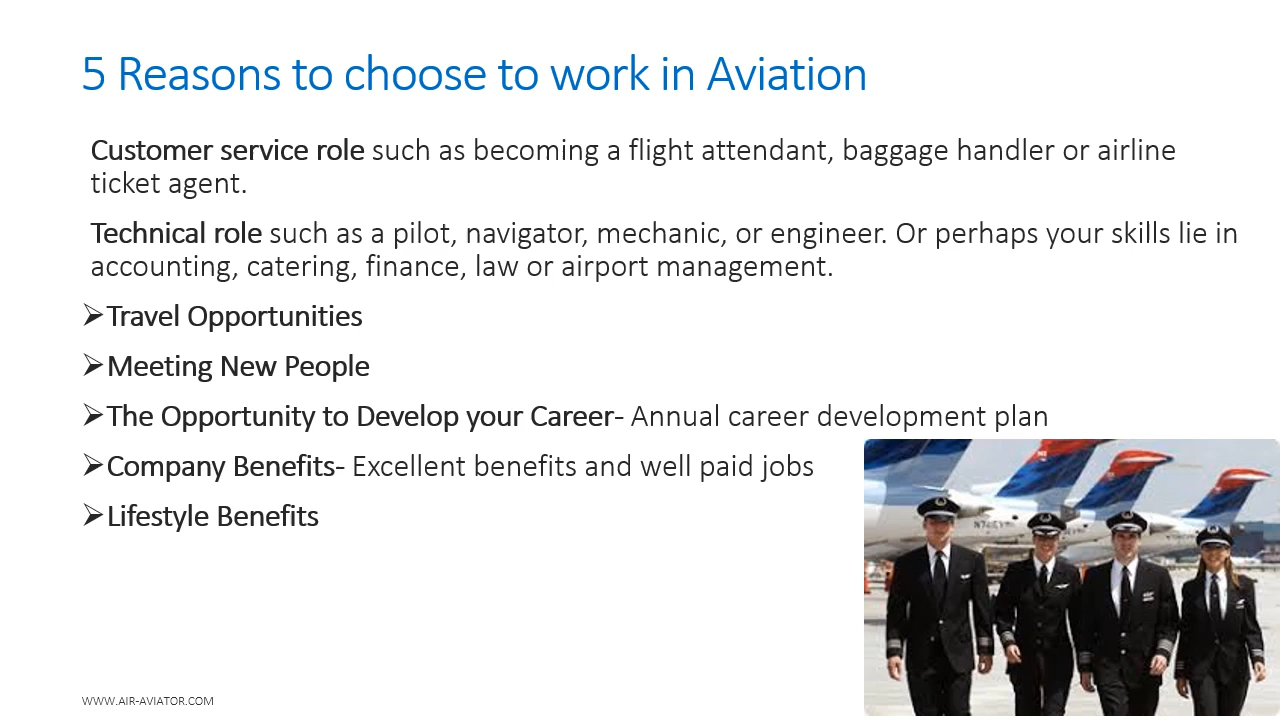 5 Reasons to choose to work in Aviation
Customer service role such as becoming a flight attendant, baggage handler or airline
ticket agent.
Technical role such as a pilot, navigator, mechanic, or engineer. Or perhaps your skills lie in
accounting, catering, finance, law or airport management.
➢Travel Opportunities
➢Meeting New People
➢The Opportunity to Develop your Career- Annual career development plan
➢Company Benefits- Excellent benefits and well paid jobs
➢Lifestyle Benefits
WWW.AIR-AVIATOR.COM